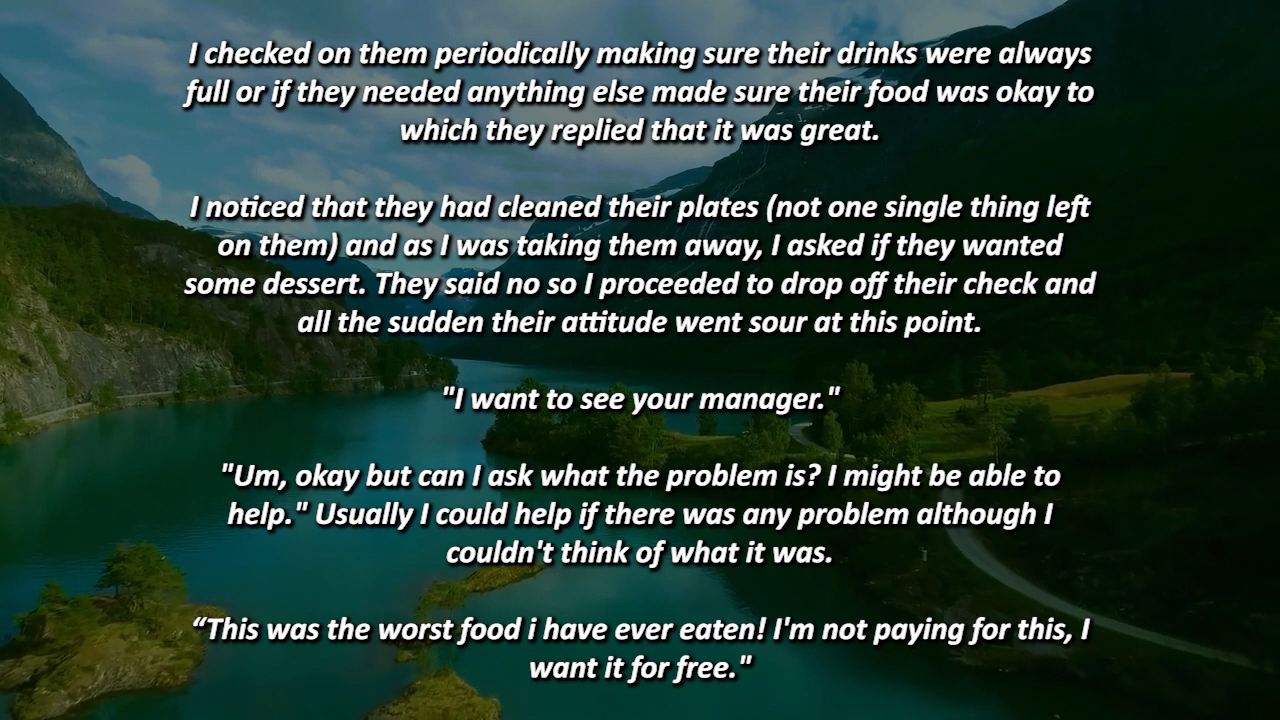 I checked on them periodically making sure their drinks were always
full or if they needed anything else made sure their food was okay to
which they replied that it was great.
I noticed that they had cleaned their plates (not one single thing left
on them) and as I was taking them away, I asked if they wanted
some dessert. They said no so I proceeded to drop off their check and
all the sudden their attitude went sour at this point.
"I want to see your manager."
"Um, okay but can I ask what the problem is? I might be able to
help." Usually I could help if there was any problem although I
couldn't think of what it was.
“This was the worst food i have ever eaten! I'm not paying for this, I
want it for free."